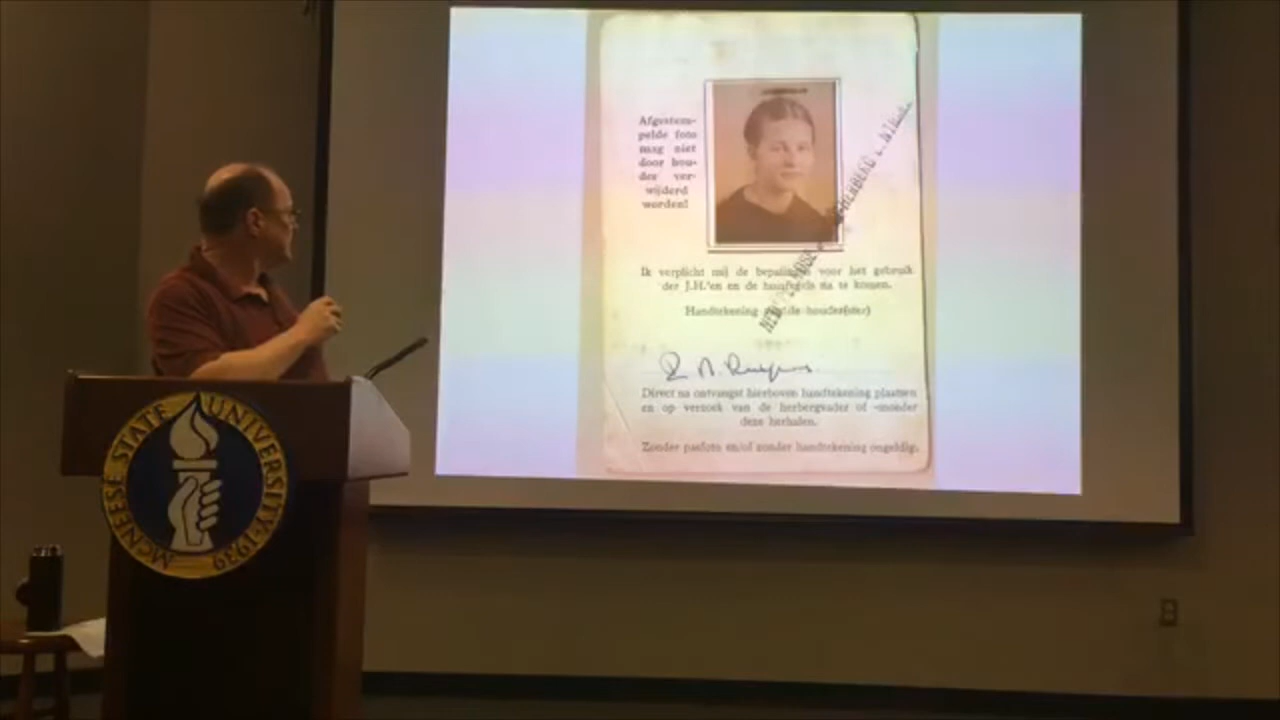 Afgestem-
pelde foto
mag niet
door hou-
der ver-
wijderd
worden!
Ik verplicht mij de bepalingen voor het gebruik
der J.H.'en en de huisregels na te komen.
Handtekening houder(ster)
Direct na ontvangst hierboven handtekening plaatsen
en op verzoek van de herbergvader of -moeder
deze herhalen.
Zonder pasfoto en/of zonder handtekening ongeldig.
MCNEESE STATE UNIVERSITY·1939